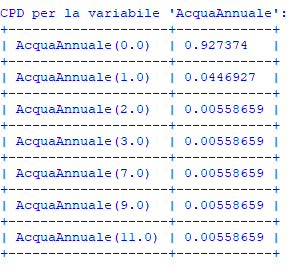 CPD per la variabile 'AcquaAnnuale':
+--------------------+------------+
| AcquaAnnuale(0.0)  | 0.927374   |
+--------------------+------------+
| AcquaAnnuale(1.0)  | 0.0446927  |
+--------------------+------------+
| AcquaAnnuale(2.0)  | 0.00558659 |
+--------------------+------------+
| AcquaAnnuale(3.0)  | 0.00558659 |
+--------------------+------------+
| AcquaAnnuale(7.0)  | 0.00558659 |
+--------------------+------------+
| AcquaAnnuale(9.0)  | 0.00558659 |
+--------------------+------------+
| AcquaAnnuale(11.0) | 0.00558659 |
+--------------------+------------+